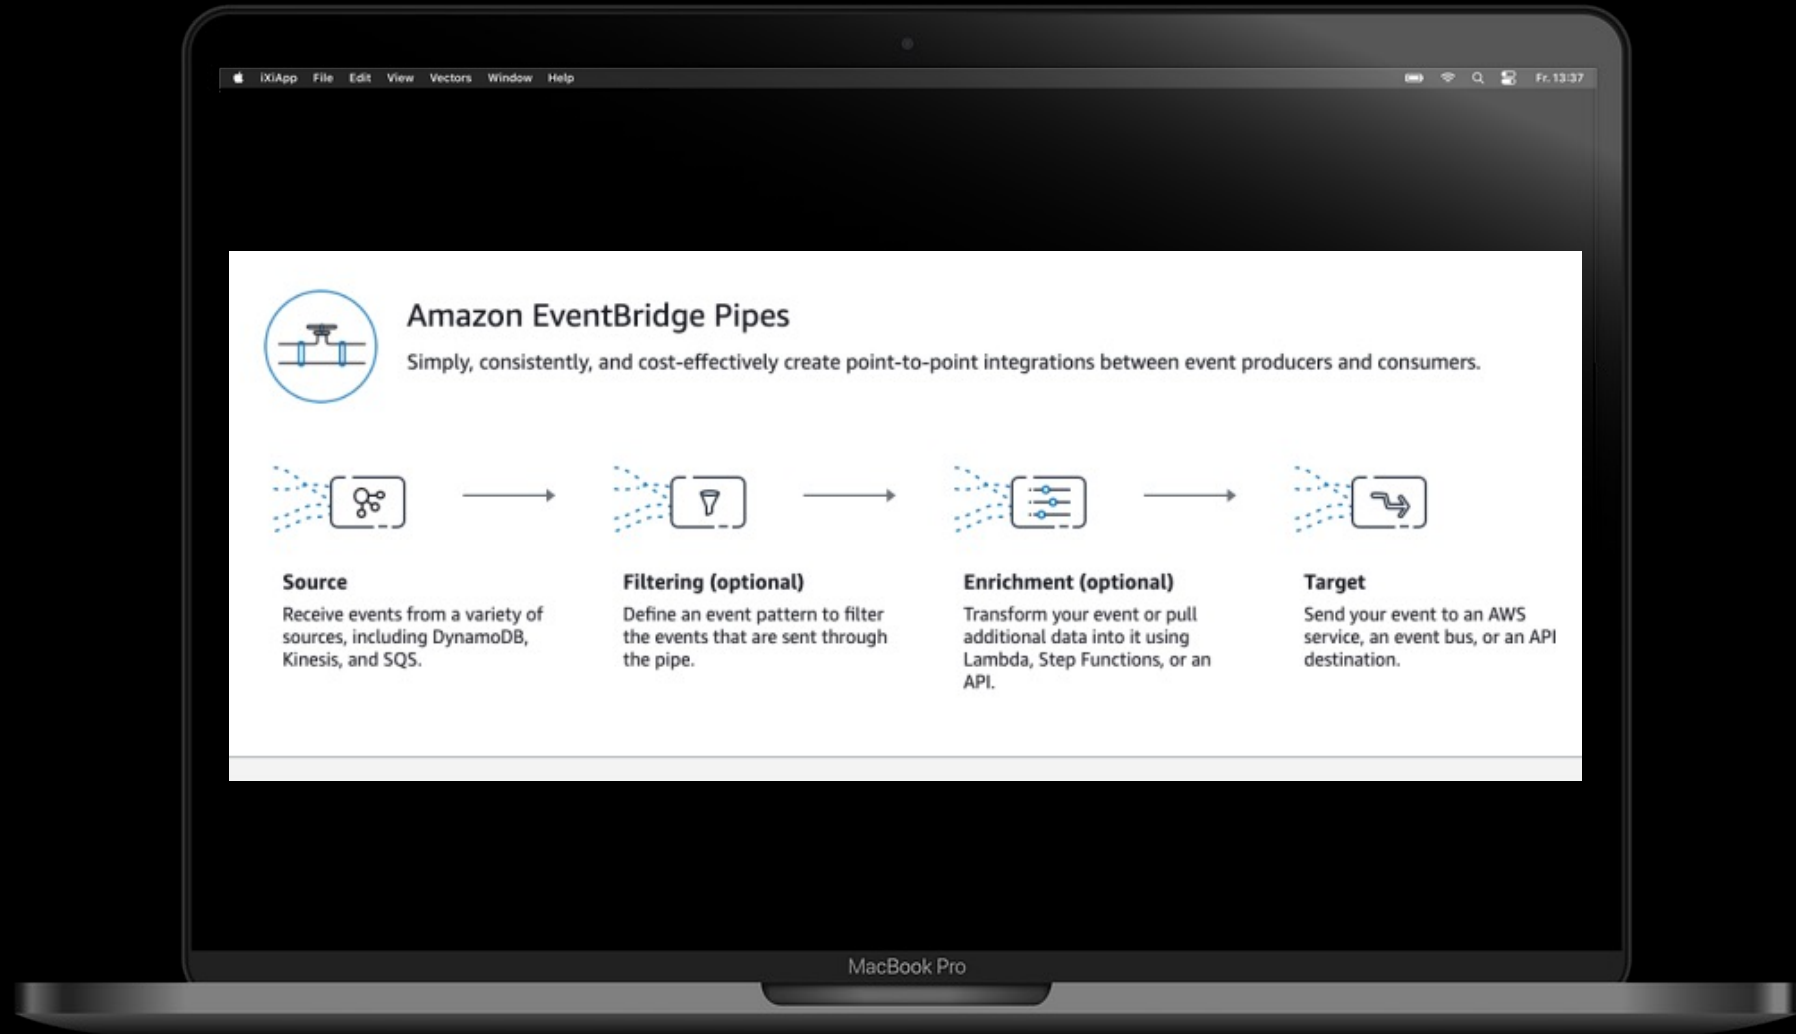 iXiApp File Edit View Vectors Window Help Fr. 13:37
Amazon EventBridge Pipes
Simply, consistently, and cost-effectively create point-to-point integrations between event producers and consumers.
Source
Receive events from a variety of
sources, including DynamoDB,
Kinesis, and SQS.
Filtering (optional)
Define an event pattern to filter
the events that are sent through
the pipe.
Enrichment (optional)
Transform your event or pull
additional data into it using
Lambda, Step Functions, or an
API.
Target
Send your event to an AWS
service, an event bus, or an API
destination.
MacBook Pro